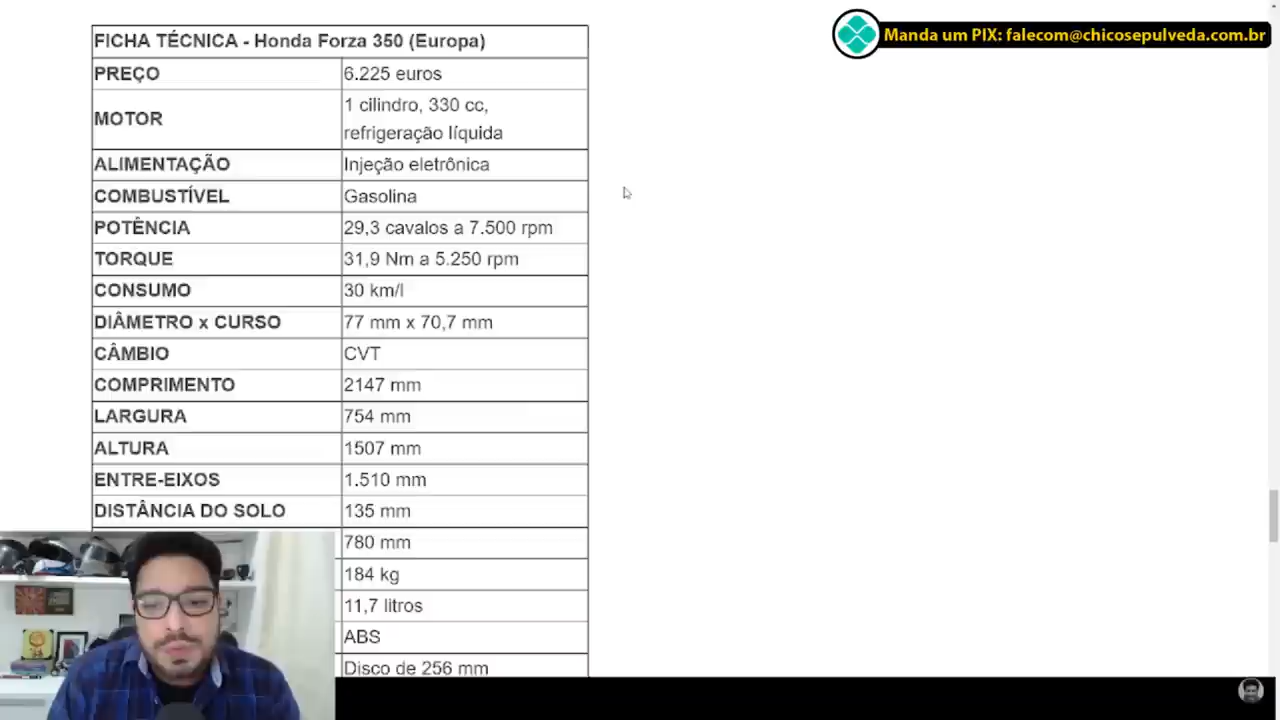 FICHA TÉCNICA - Honda Forza 350 (Europa)
PREÇO 6.225 euros
MOTOR 1 cilindro, 330 cc,
refrigeração líquida
ALIMENTAÇÃO Injeção eletrônica
COMBUSTÍVEL Gasolina
POTÊNCIA 29,3 cavalos a 7.500 rpm
TORQUE 31,9 Nm a 5.250 rpm
CONSUMO 30 km/l
DIÂMETRO x CURSO 77 mm x 70,7 mm
CÂMBIO CVT
COMPRIMENTO 2147 mm
LARGURA 754 mm
ALTURA 1507 mm
ENTRE-EIXOS 1.510 mm
DISTÂNCIA DO SOLO 135 mm
780 mm
184 kg
11,7 litros
ABS
Disco de 256 mm
Manda um PIX: falecom@chicosepulveda.com.br